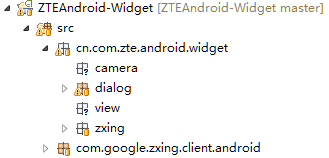 ZTEAndroid-Widget [ZTEAndroid-Widget master]
src
cn.com.zte.android.widget
camera
dialog
view
zxing
com.google.zxing.client.android